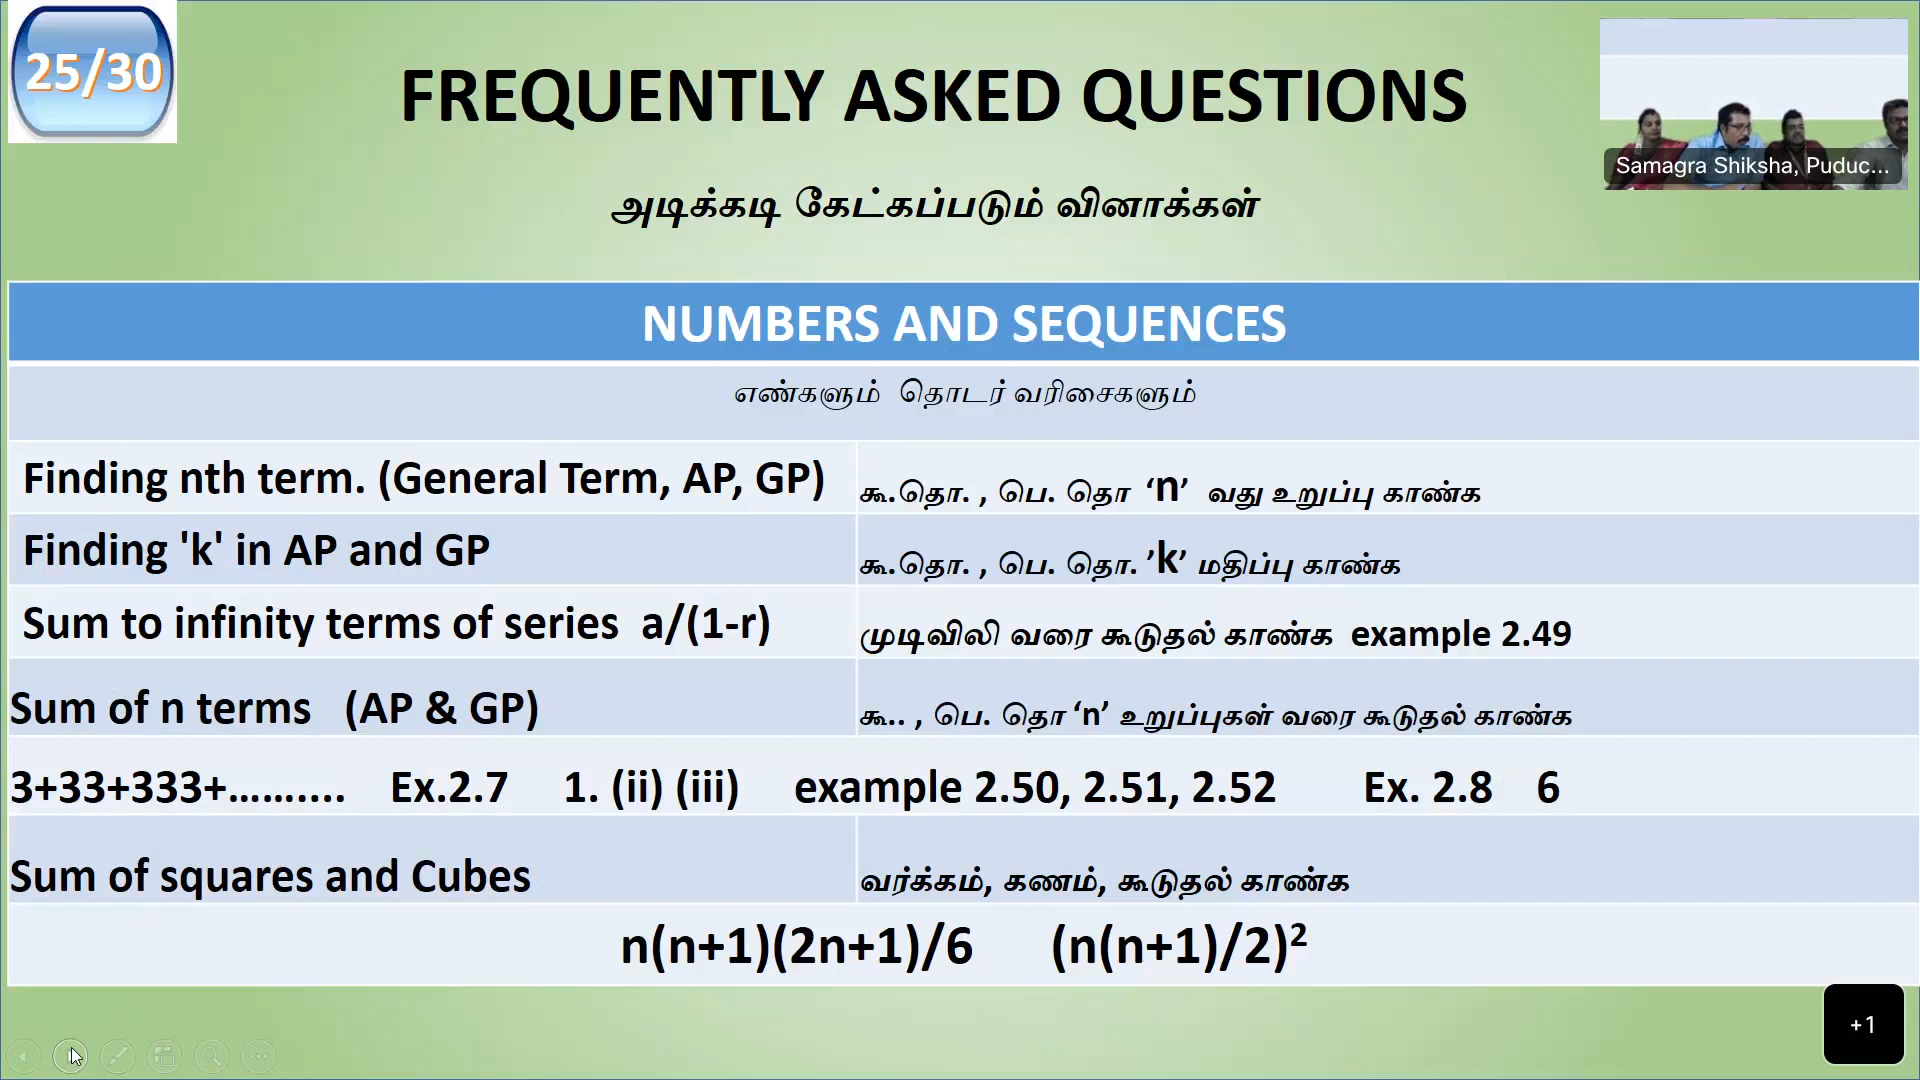 25/30
FREQUENTLY ASKED QUESTIONS
அடிக்கடி கேட்கப்படும் வினாக்கள்
Samagra Shiksha, Puduc...
NUMBERS AND SEQUENCES
எண்களும் தொடர் வரிசைகளும்
Finding nth term. (General Term, AP, GP)
கூ.தொ. , பெ. தொ ‘n’ வது உறுப்பு காண்க
Finding 'k' in AP and GP
கூ.தொ. , பெ. தொ. ’k’ மதிப்பு காண்க
Sum to infinity terms of series a/(1-r)
முடிவிலி வரை கூடுதல் காண்க example 2.49
Sum of n terms (AP & GP)
கூ.. , பெ. தொ ‘n’ உறுப்புகள் வரை கூடுதல் காண்க
3+33+333+…….... Ex.2.7 1. (ii) (iii) example 2.50, 2.51, 2.52 Ex. 2.8 6
Sum of squares and Cubes
வர்க்கம், கணம், கூடுதல் காண்க
n(n+1)(2n+1)/6 (n(n+1)/2)²
+1